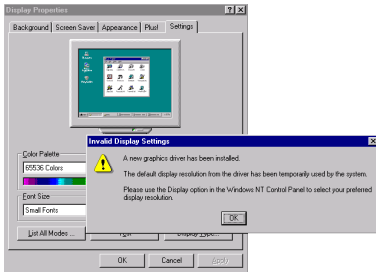 Display Properties
Background
Screen Saver
Appearance
Plus!
Settings
Color Palette
65536 Colors
Font Size
Small Fonts
List All Modes ...
Invalid Display Settings
A new graphics driver has been installed.
The default display resolution from the driver has been temporarily used by the system.
Please use the Display option in the Windows NT Control Panel to select your preferred
display resolution.
OK
OK
Cancel
Apply